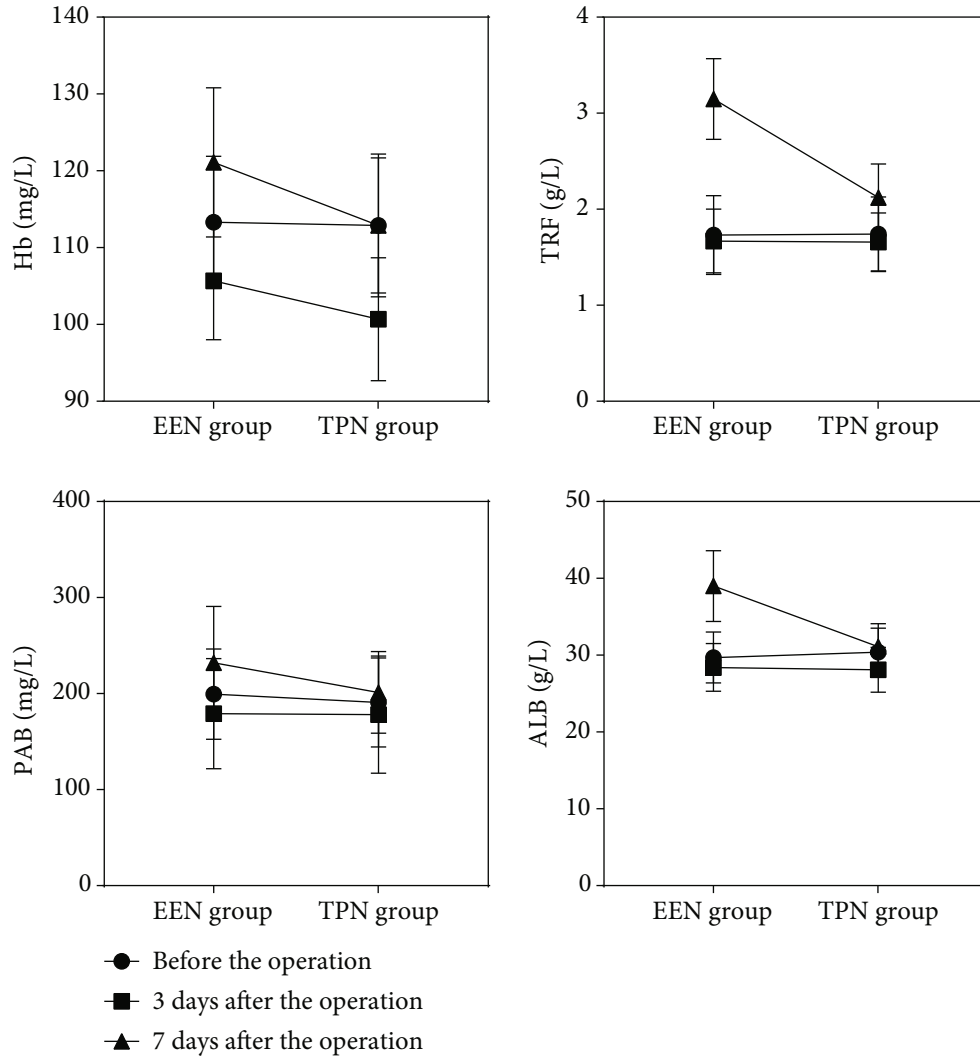 140
130
120
110
100
90
Hb (mg/L)
EEN group
TPN group
4
3
2
1
0
TRF (g/L)
EEN group
TPN group
400
300
200
100
0
PAB (mg/L)
EEN group
TPN group
50
40
30
20
10
0
ALB (g/L)
EEN group
TPN group
Before the operation
3 days after the operation
7 days after the operation